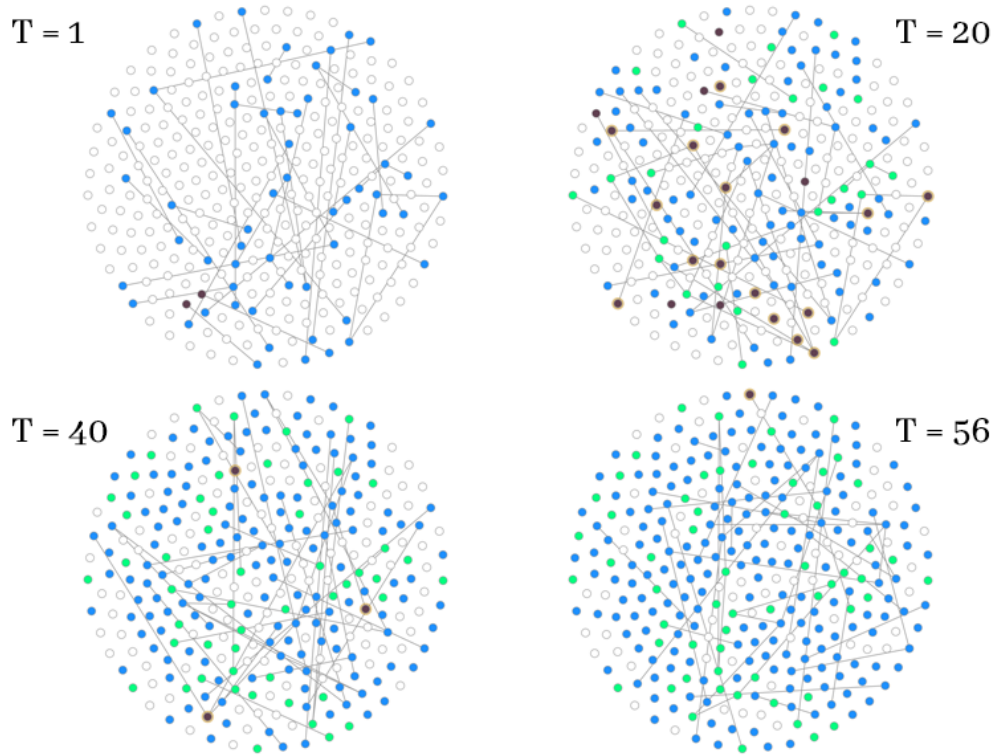 T = 1
T = 20
T = 40
T = 56